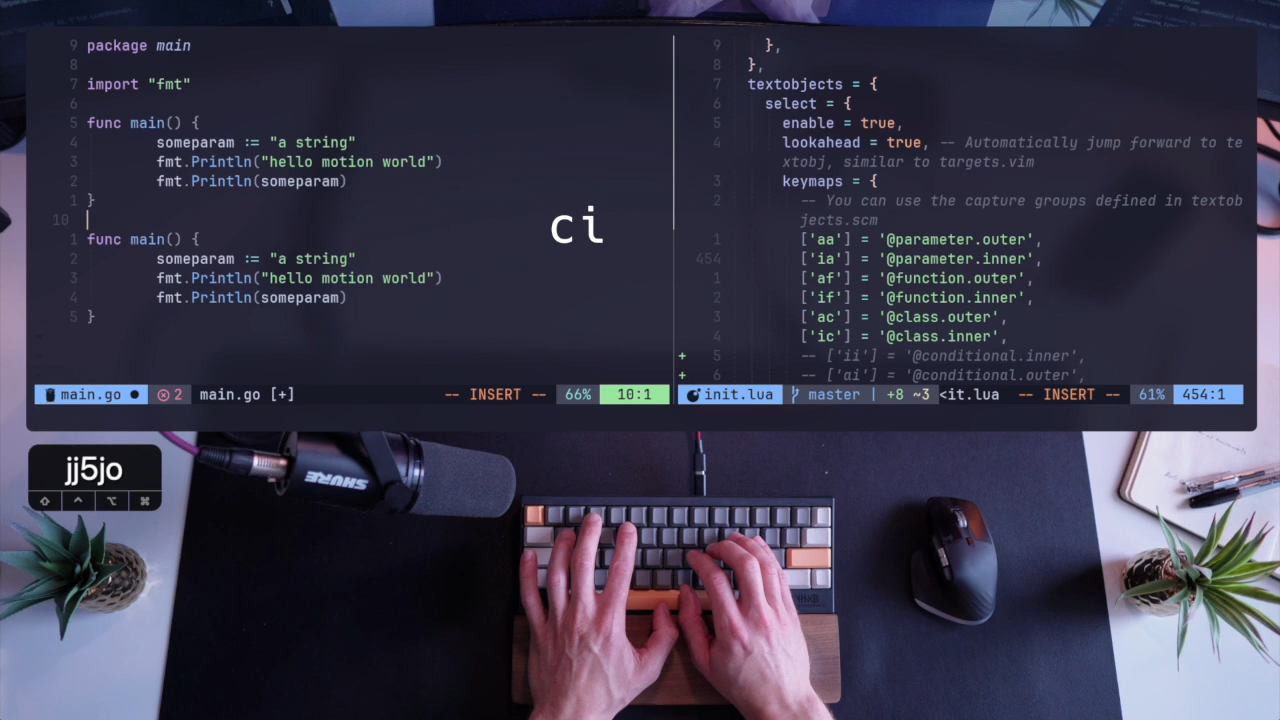 9 package main
8
7 import "fmt"
6
5 func main() {
4 someparam := "a string"
3 fmt.Println("hello motion world")
2 fmt.Println(someparam)
1 }
10
1 func main() {
2 someparam := "a string"
3 fmt.Println("hello motion world")
4 fmt.Println(someparam)
5 }
main.go ● 2 main.go [+] -- INSERT -- 66% 10:1
ci
9 },
8 },
7 textobjects = {
6 select = {
5 enable = true,
4 lookahead = true, -- Automatically jump forward to te
xtobj, similar to targets.vim
3 keymaps = {
2 -- You can use the capture groups defined in textob
jects.scm
1 ['aa'] = '@parameter.outer',
454 ['ia'] = '@parameter.inner',
1 ['af'] = '@function.outer',
2 ['if'] = '@function.inner',
3 ['ac'] = '@class.outer',
4 ['ic'] = '@class.inner',
+ 5 -- ['ii'] = '@conditional.inner',
+ 6 -- ['ai'] = '@conditional.outer',
init.lua master | +8 ~3 <it.lua -- INSERT -- 61% 454:1
jj5jo
SHURE